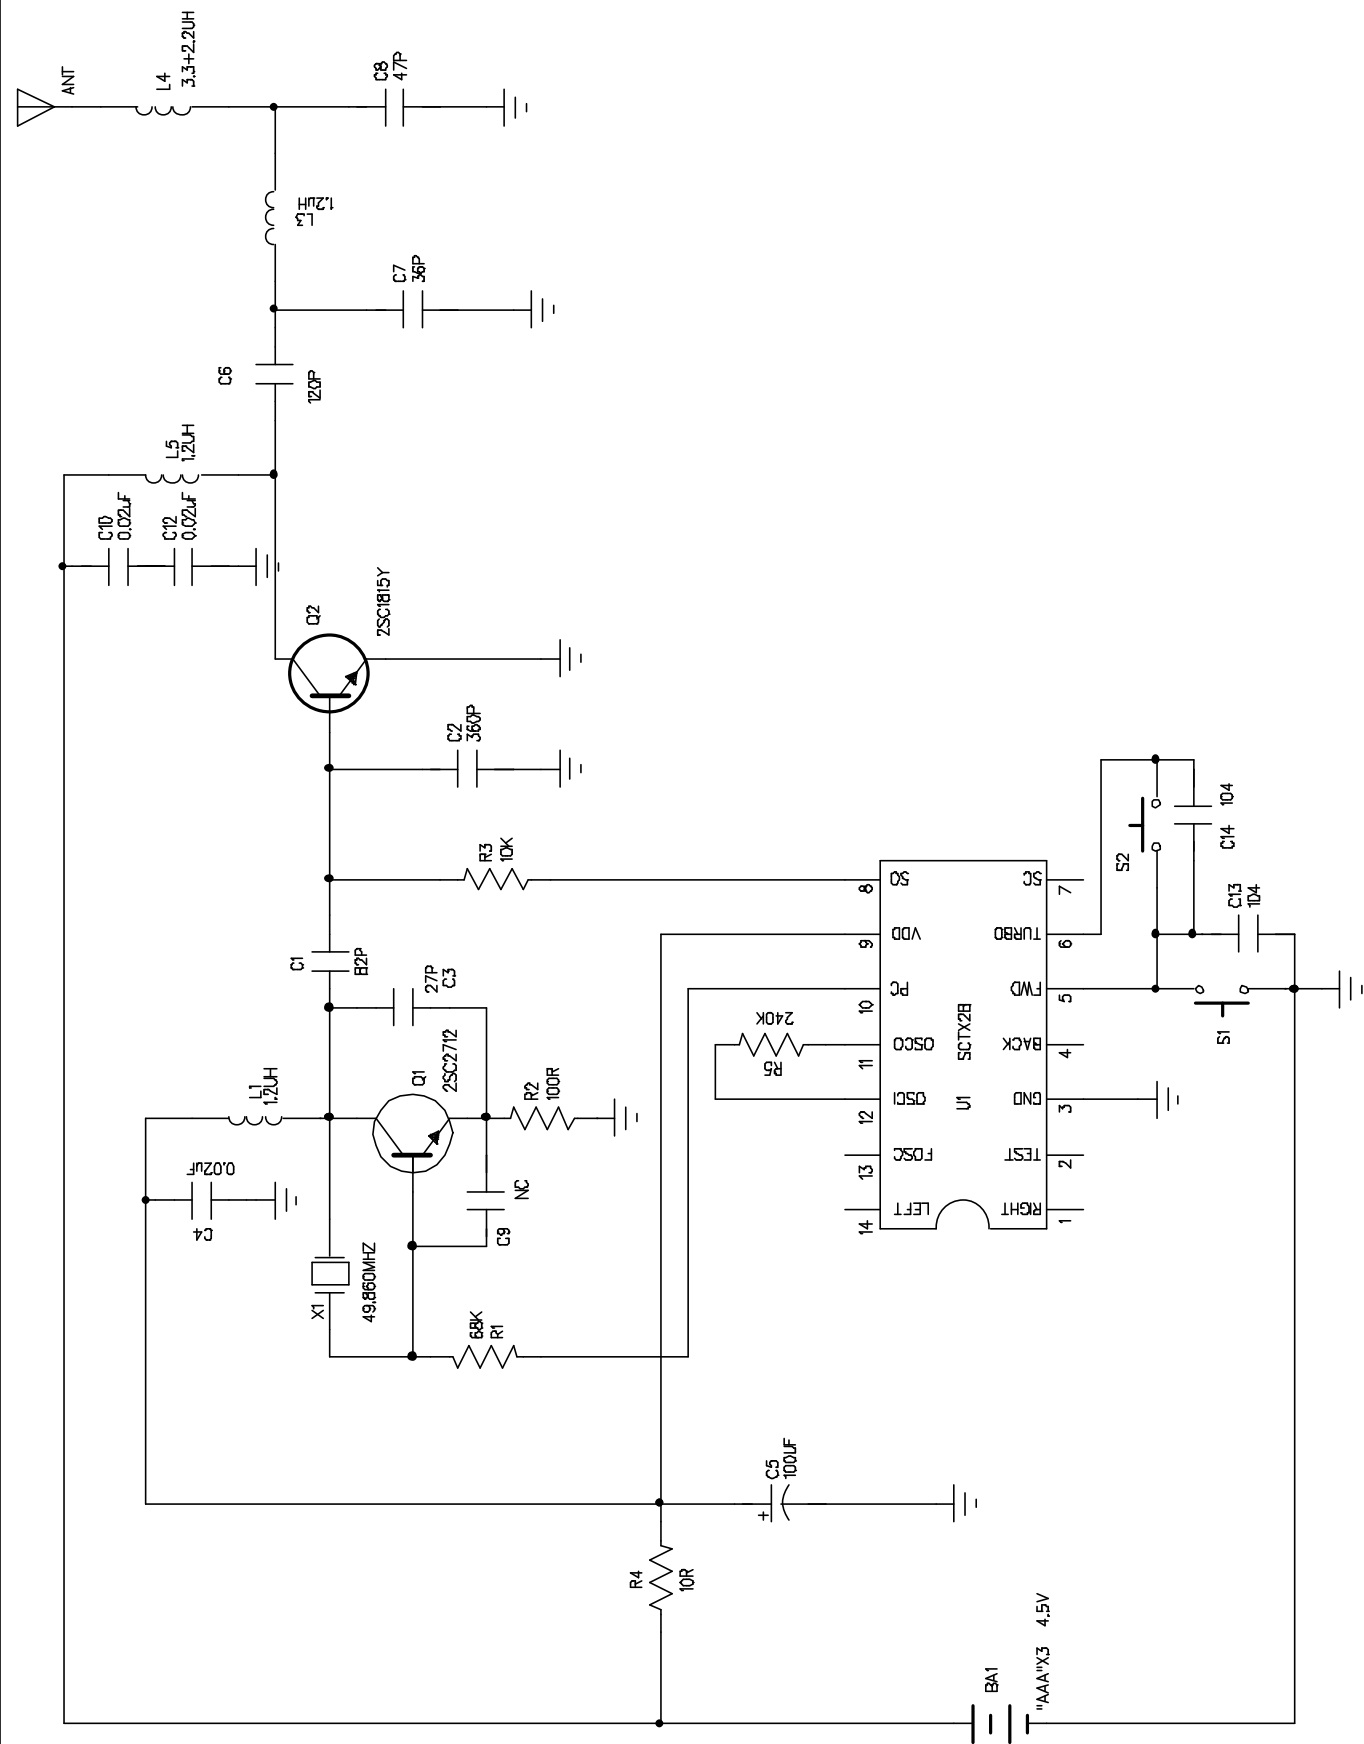 ANT
L4
3.3+2.2UH
C8
47P
L3
1.2uH
C7
36P
C6
120P
L5
1.2UH
C10
0.02uF
C12
0.02uF
Q2
2SC1815Y
C2
360P
R3
10K
C1
82P
27P
C3
L1
1.2UH
Q1
2SC2712
R2
100R
C4
0.02uF
C9
NC
X1
49.860MHZ
68K
R1
R5
240K
8
SO
9
VDD
10
PC
11
OSCO
12
OSCI
13
FOSC
14
LEFT
U1
SCTX2B
SC
7
TURBO
6
FWD
5
BACK
4
GND
3
TEST
2
RIGHT
1
S2
C14
104
C13
104
S1
+
C5
100UF
R4
10R
BA1
"AAA"X3 4.5V